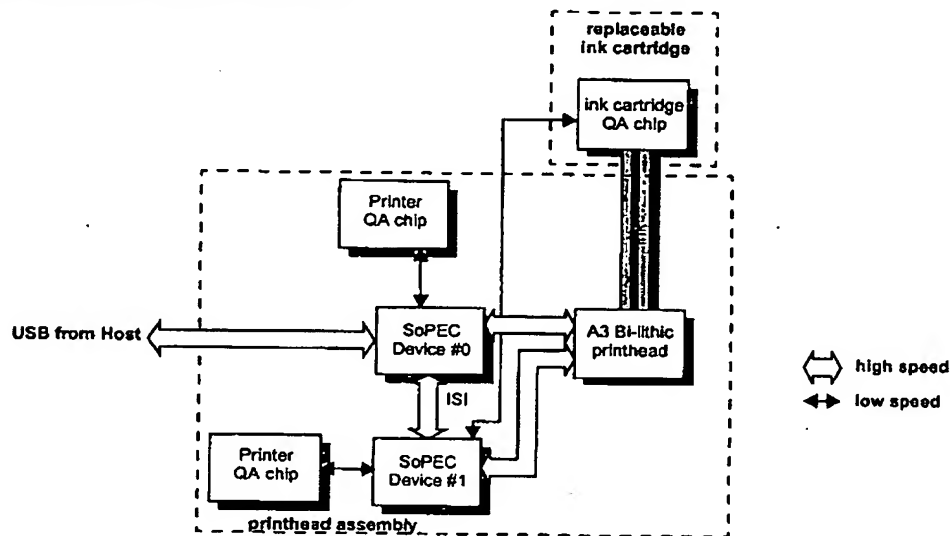 replaceable
ink cartridge
ink cartridge
QA chip
Printer
QA chip
USB from Host
SoPEC
Device #0
A3 Bi-lithic
printhead
high speed
low speed
ISI
Printer
QA chip
SoPEC
Device #1
printhead assembly